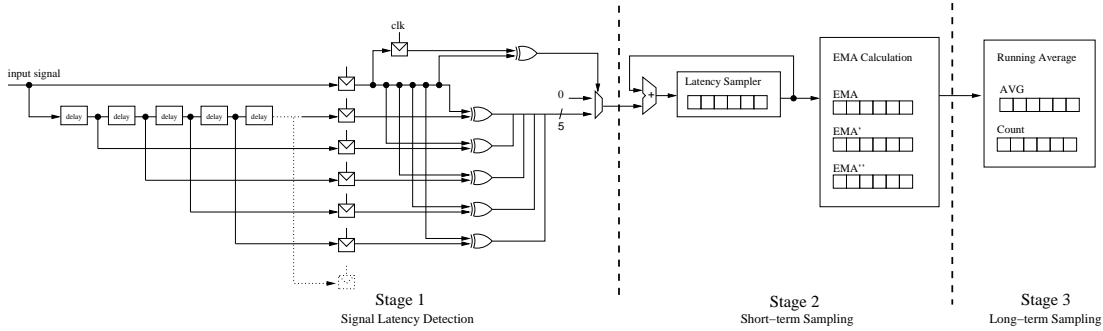 clk
input signal
delay
delay
delay
delay
delay
0
5
+
Latency Sampler
EMA Calculation
EMA
EMA'
EMA''
Running Average
AVG
Count
Stage 1
Signal Latency Detection
Stage 2
Short-term Sampling
Stage 3
Long-term Sampling